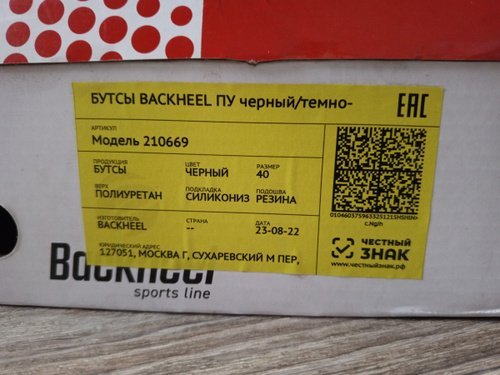 БУТСЫ BACKHEEL ПУ черный/темно-
EAC
АРТИКУЛ
Модель 210669
ПРОДУКЦИЯ ЦВЕТ РАЗМЕР
БУТСЫ ЧЕРНЫЙ 40
ВЕРХ ПОДКЛАДКА ПОДОШВА
ПОЛИУРЕТАН СИЛИКОНИЗ РЕЗИНА
ИЗГОТОВИТЕЛЬ СТРАНА ДАТА
BACKHEEL -- 23-08-22
ЮРИДИЧЕСКИЙ АДРЕС
127051, МОСКВА Г, СУХАРЕВСКИЙ М ПЕР,
ЧЕСТНЫЙ
ЗНАК
www.честныйзнак.рф
Backheel
sports line